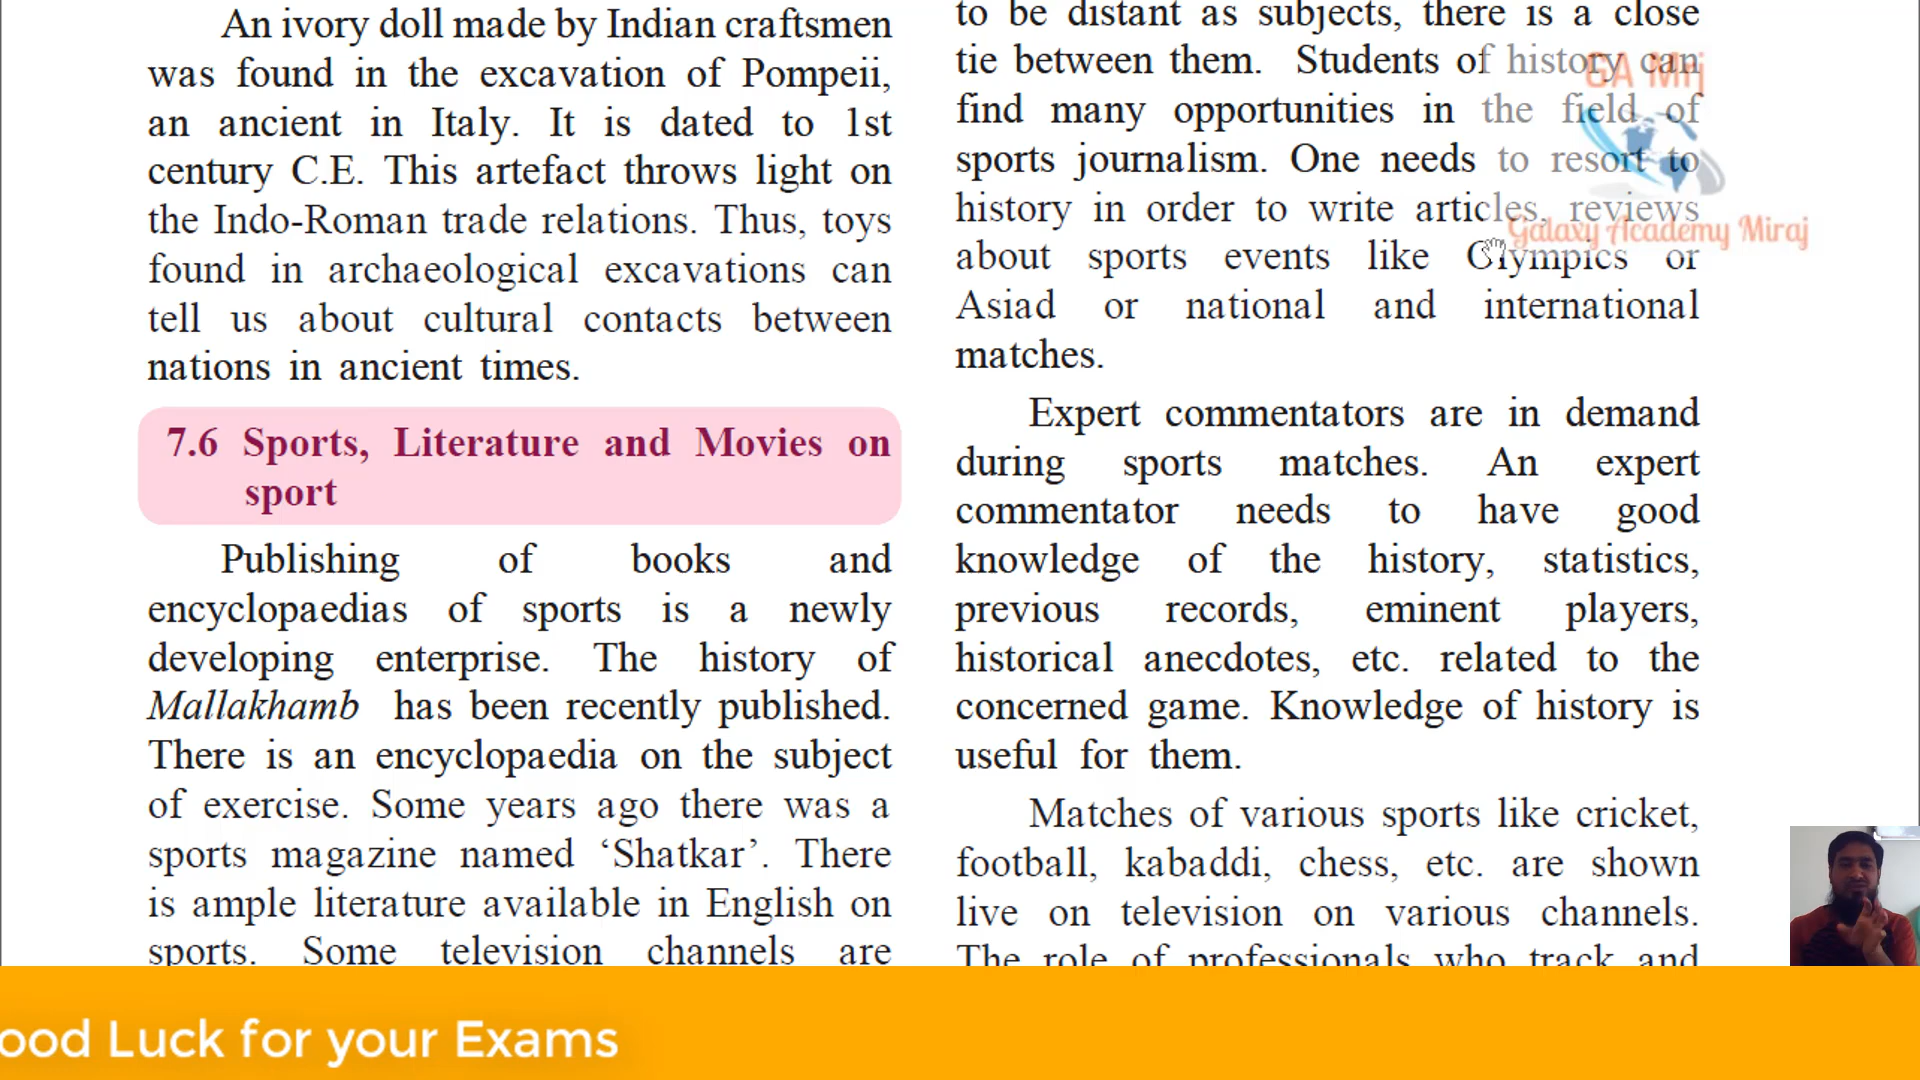 An ivory doll made by Indian craftsmen
was found in the excavation of Pompeii,
an ancient in Italy. It is dated to 1st
century C.E. This artefact throws light on
the Indo-Roman trade relations. Thus, toys
found in archaeological excavations can
tell us about cultural contacts between
nations in ancient times.
7.6 Sports, Literature and Movies on
sport
Publishing of books and
encyclopaedias of sports is a newly
developing enterprise. The history of
Mallakhamb has been recently published.
There is an encyclopaedia on the subject
of exercise. Some years ago there was a
sports magazine named ‘Shatkar’. There
is ample literature available in English on
sports. Some television channels are
to be distant as subjects, there is a close
tie between them. Students of history can
find many opportunities in the field of
sports journalism. One needs to resort to
history in order to write articles, reviews
about sports events like Olympics or
Asiad or national and international
matches.
Expert commentators are in demand
during sports matches. An expert
commentator needs to have good
knowledge of the history, statistics,
previous records, eminent players,
historical anecdotes, etc. related to the
concerned game. Knowledge of history is
useful for them.
Matches of various sports like cricket,
football, kabaddi, chess, etc. are shown
live on television on various channels.
The role of professionals who track and
GA Mrj
Galaxy Academy Miraj
ood Luck for your Exams